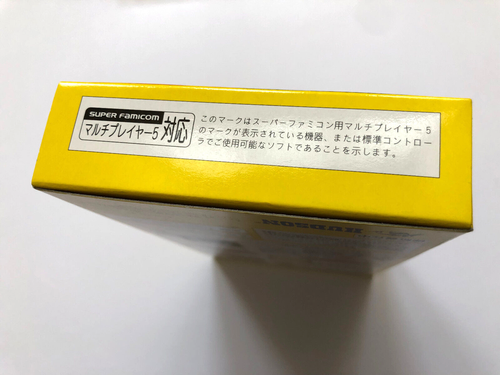 SUPER FAMICOM
マルチプレイヤー5 対応
このマークはスーパーファミコン用マルチプレイヤー5
のマークが表示されている機器、または標準コントロー
ラでご使用可能なソフトであることを示します。
HUDSON